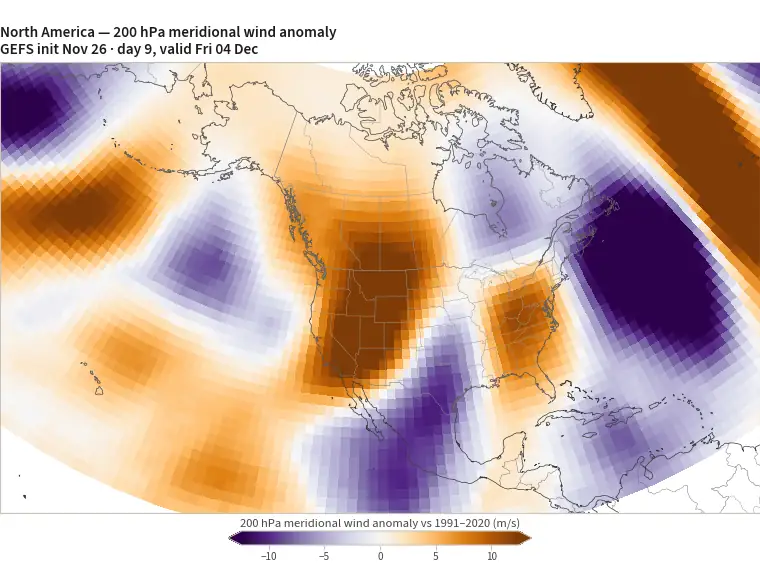 North America — 200 hPa meridional wind anomaly
GEFS init Nov 26 · day 9, valid Fri 04 Dec
200 hPa meridional wind anomaly vs 1991–2020 (m/s)
−10 −5 0 5 10